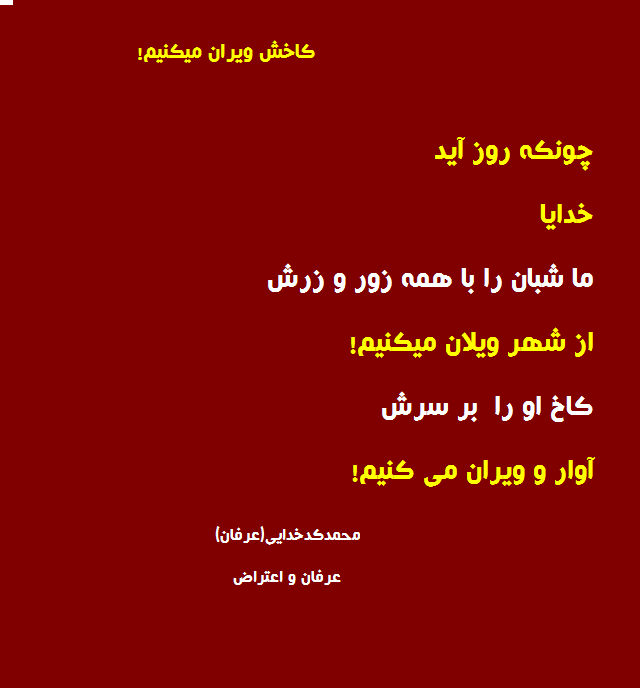 کاخش ویران میکنیم!
چونکه روز آید
خدایا
ما شبان را با همه زور و زرش
از شهر ویلان میکنیم!
کاخ او را بر سرش
آوار و ویران می کنیم!
محمدکدخدایی(عرفان)
عرفان و اعتراض